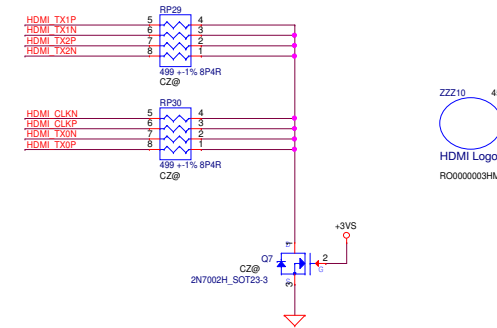 RP29
HDMI_TX1P 5 4
HDMI_TX1N 6 3
HDMI_TX2P 7 2
HDMI_TX2N 8 1
499 +-1% 8P4R
CZ@
RP30
HDMI_CLKN 5 4
HDMI_CLKP 6 3
HDMI_TX0N 7 2
HDMI_TX0P 8 1
499 +-1% 8P4R
CZ@
ZZZ10
HDMI Logo
RO0000003HM
+3VS
1
Q7
2
G
CZ@
2N7002H_SOT23-3
3